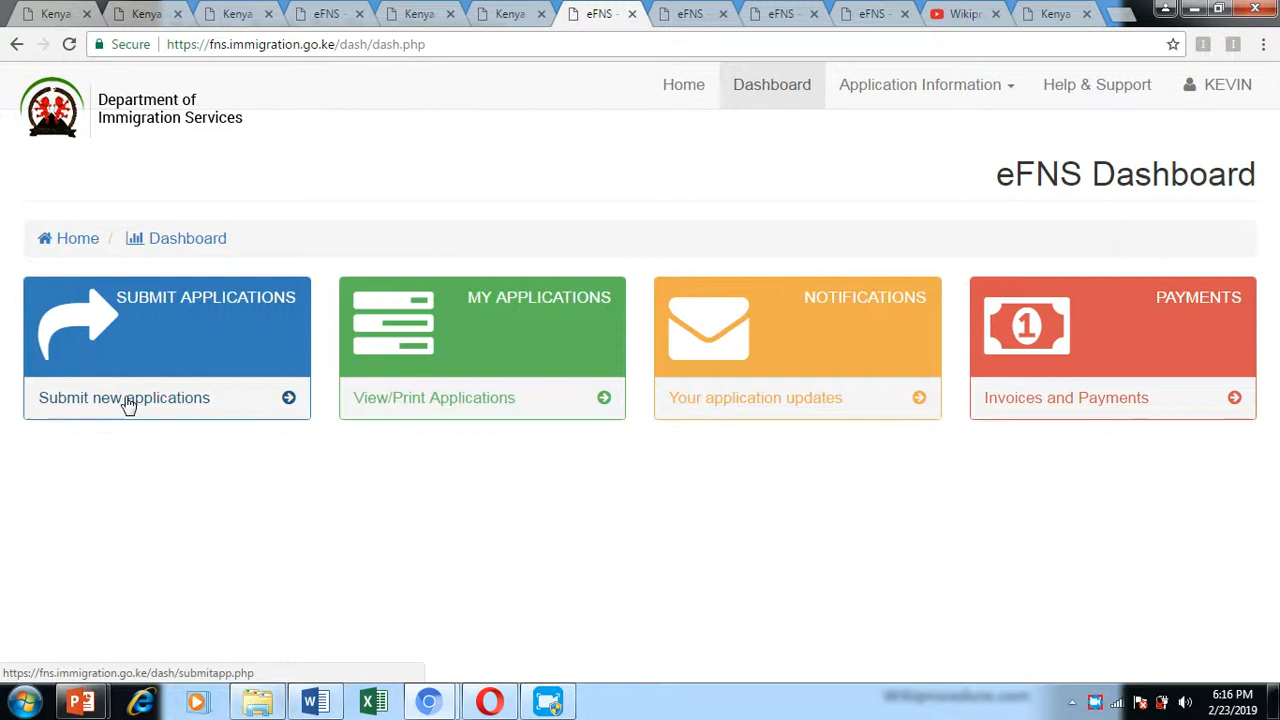 Kenya
Kenya
Kenya
eFNS -
Kenya
Kenya
eFNS -
eFNS -
eFNS -
eFNS -
Wikipr
Kenya
Secure
https://fns.immigration.go.ke/dash/dash.php
Department of
Immigration Services
Home
Dashboard
Application Information
Help & Support
KEVIN
eFNS Dashboard
Home / Dashboard
SUBMIT APPLICATIONS
Submit new applications
MY APPLICATIONS
View/Print Applications
NOTIFICATIONS
Your application updates
PAYMENTS
1
Invoices and Payments
https://fns.immigration.go.ke/dash/submitapp.php
Wikiprocedure.com
6:16 PM
2/23/2019